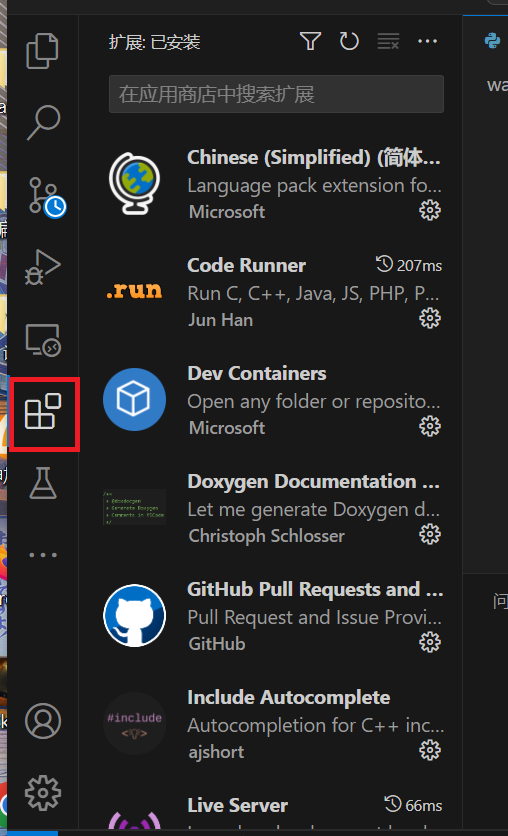 扩展: 已安装
wa
在应用商店中搜索扩展
Chinese (Simplified) (简体...
Language pack extension fo...
Microsoft
Code Runner 207ms
.run
Run C, C++, Java, JS, PHP, P...
Jun Han
Dev Containers
Open any folder or reposito...
Microsoft
Doxygen Documentation ...
Let me generate Doxygen d...
Christoph Schlosser
GitHub Pull Requests and ...
问
Pull Request and Issue Provi...
GitHub
Include Autocomplete
#include
Autocompletion for C++ inc...
ajshort
Live Server 66ms